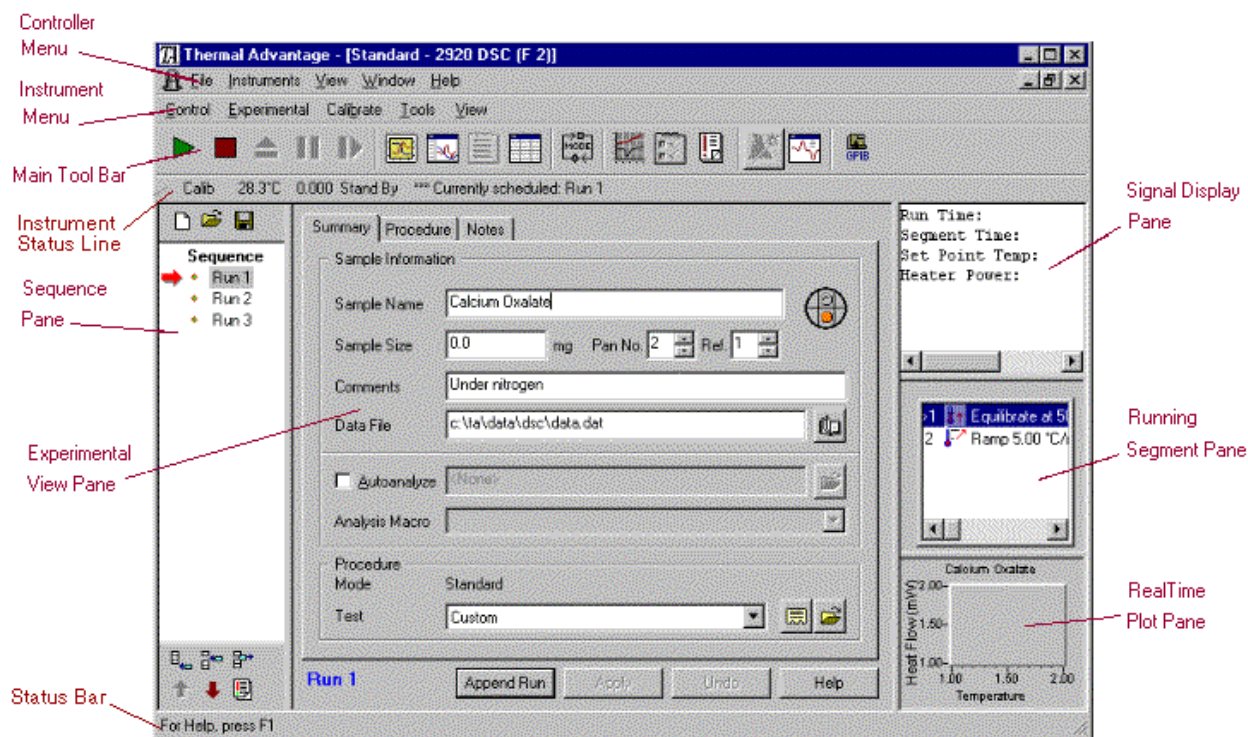 Controller
Menu
Instrument
Menu
Main Tool Bar
Instrument
Status Line
Sequence
Pane
Experimental
View Pane
Status Bar
Thermal Advantage - [Standard - 2920 DSC (F 2)]
File Instruments View Window Help
Control Experimental Calibrate Tools View
MODE
GPIB
Calib 28.3°C 0.000 Stand By *** Currently scheduled: Run 1
Sequence
Run 1
Run 2
Run 3
Summary Procedure Notes
Sample Information
Sample Name Calcium Oxalate
Sample Size 0.0 mg Pan No. 2 Ref. 1
Comments Under nitrogen
Data File c:\ta\data\dsc\data.dat
Autoanalyze <None>
Analysis Macro
Procedure
Mode Standard
Test Custom
Run 1 Append Run Apply Undo Help
For Help, press F1
Run Time:
Segment Time:
Set Point Temp:
Heater Power:
1 Equilibrate at 50
2 Ramp 5.00 °C/
Calcium Oxalate
Heat Flow (mW)
2.00
1.50
1.00
1.00 1.50 2.00
Temperature
Signal Display
Pane
Running
Segment Pane
RealTime
Plot Pane